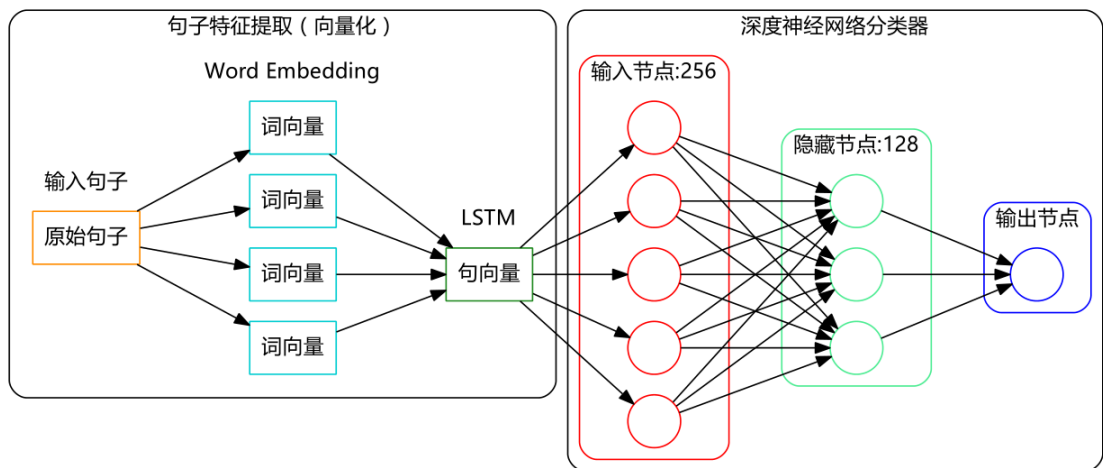 句子特征提取（向量化）
Word Embedding
词向量
词向量
词向量
词向量
输入句子
原始句子
LSTM
句向量
深度神经网络分类器
输入节点:256
隐藏节点:128
输出节点